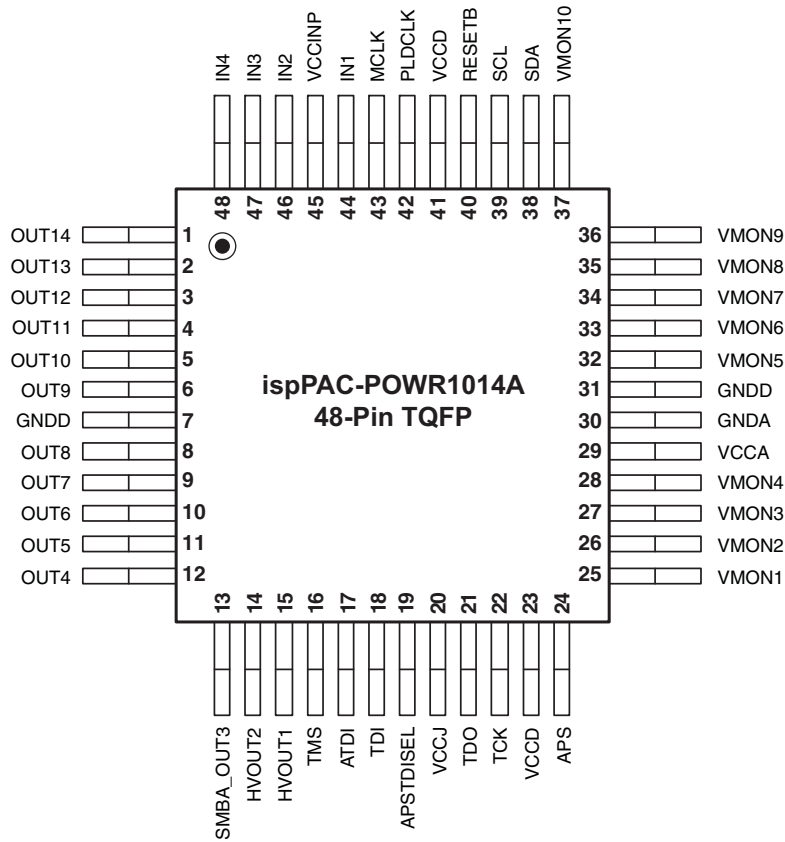 IN4
IN3
IN2
VCCINP
IN1
MCLK
PLDCLK
VCCD
RESETB
SCL
SDA
VMON10
48
47
46
45
44
43
42
41
40
39
38
37
OUT14 1
OUT13 2
OUT12 3
OUT11 4
OUT10 5
OUT9 6
GNDD 7
OUT8 8
OUT7 9
OUT6 10
OUT5 11
OUT4 12
ispPAC-POWR1014A
48-Pin TQFP
36 VMON9
35 VMON8
34 VMON7
33 VMON6
32 VMON5
31 GNDD
30 GNDA
29 VCCA
28 VMON4
27 VMON3
26 VMON2
25 VMON1
13
14
15
16
17
18
19
20
21
22
23
24
SMBA_OUT3
HVOUT2
HVOUT1
TMS
ATDI
TDI
APSTDISEL
VCCJ
TDO
TCK
VCCD
APS